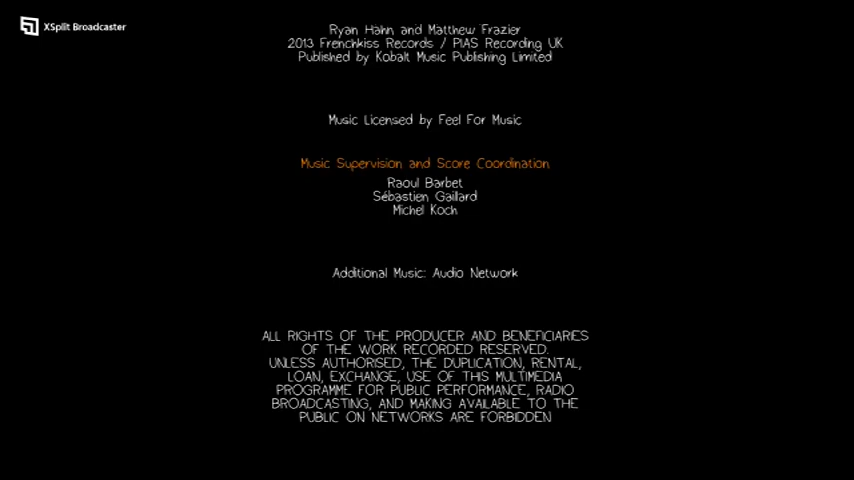 XSplit Broadcaster
Ryan Hahn and Matthew Frazier
2013 Frenchkiss Records / PIAS Recording UK
Published by Kobalt Music Publishing Limited
Music Licensed by Feel For Music
Music Supervision and Score Coordination
Raoul Barbet
Sébastien Gaillard
Michel Koch
Additional Music: Audio Network
ALL RIGHTS OF THE PRODUCER AND BENEFICIARIES
OF THE WORK RECORDED RESERVED.
UNLESS AUTHORISED, THE DUPLICATION, RENTAL,
LOAN, EXCHANGE, USE OF THIS MULTIMEDIA
PROGRAMME FOR PUBLIC PERFORMANCE, RADIO
BROADCASTING, AND MAKING AVAILABLE TO THE
PUBLIC ON NETWORKS ARE FORBIDDEN